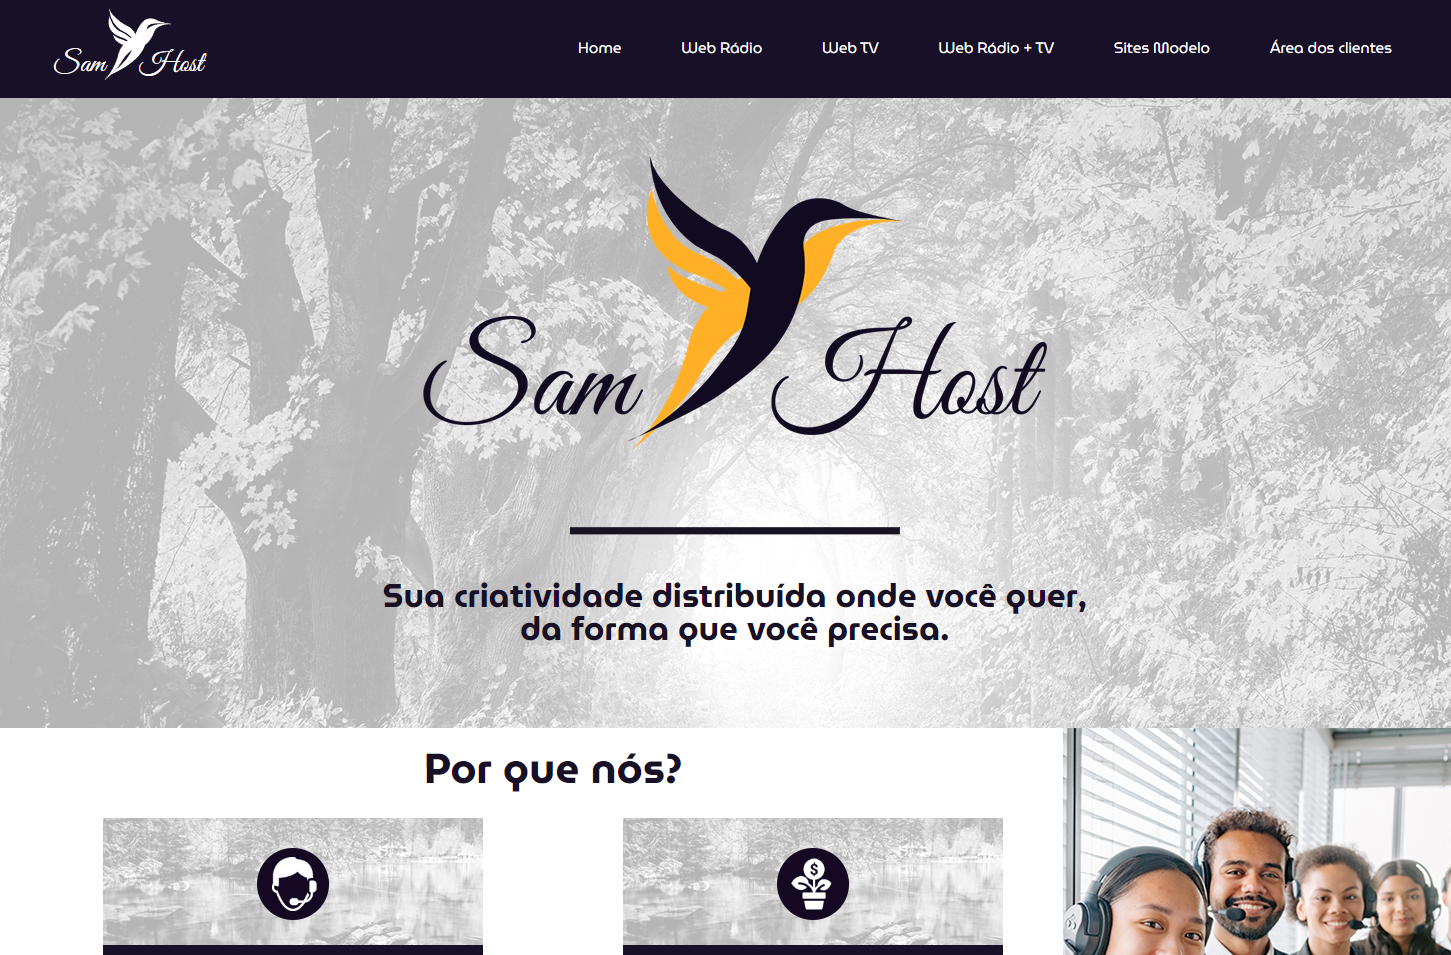 Sam Host
Home
Web Rádio
Web TV
Web Rádio + TV
Sites Modelo
Área dos clientes
Sam Host
Sua criatividade distribuída onde você quer,
da forma que você precisa.
Por que nós?
$